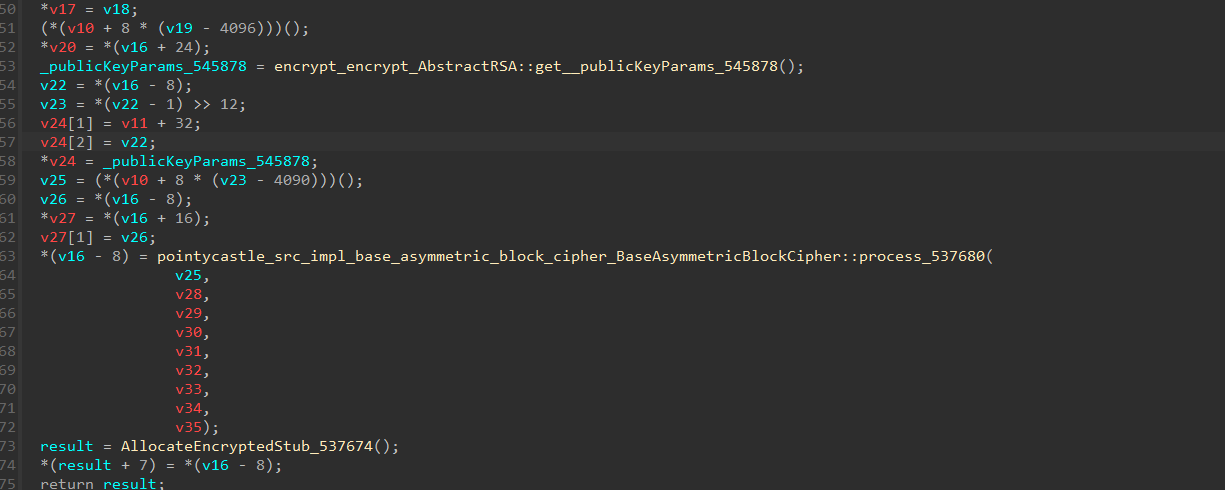 50 *v17 = v18;
51 (*(v10 + 8 * (v19 - 4096)))();
52 *v20 = *(v16 + 24);
53 _publicKeyParams_545878 = encrypt_encrypt_AbstractRSA::get__publicKeyParams_545878();
54 v22 = *(v16 - 8);
55 v23 = *(v22 - 1) >> 12;
56 v24[1] = v11 + 32;
57 v24[2] = v22;
58 *v24 = _publicKeyParams_545878;
59 v25 = (*(v10 + 8 * (v23 - 4090)))();
60 v26 = *(v16 - 8);
61 *v27 = *(v16 + 16);
62 v27[1] = v26;
63 *(v16 - 8) = pointycastle_src_impl_base_asymmetric_block_cipher_BaseAsymmetricBlockCipher::process_537680(
64 v25,
65 v28,
66 v29,
67 v30,
68 v31,
69 v32,
70 v33,
71 v34,
72 v35);
73 result = AllocateEncryptedStub_537674();
74 *(result + 7) = *(v16 - 8);
75 return result;